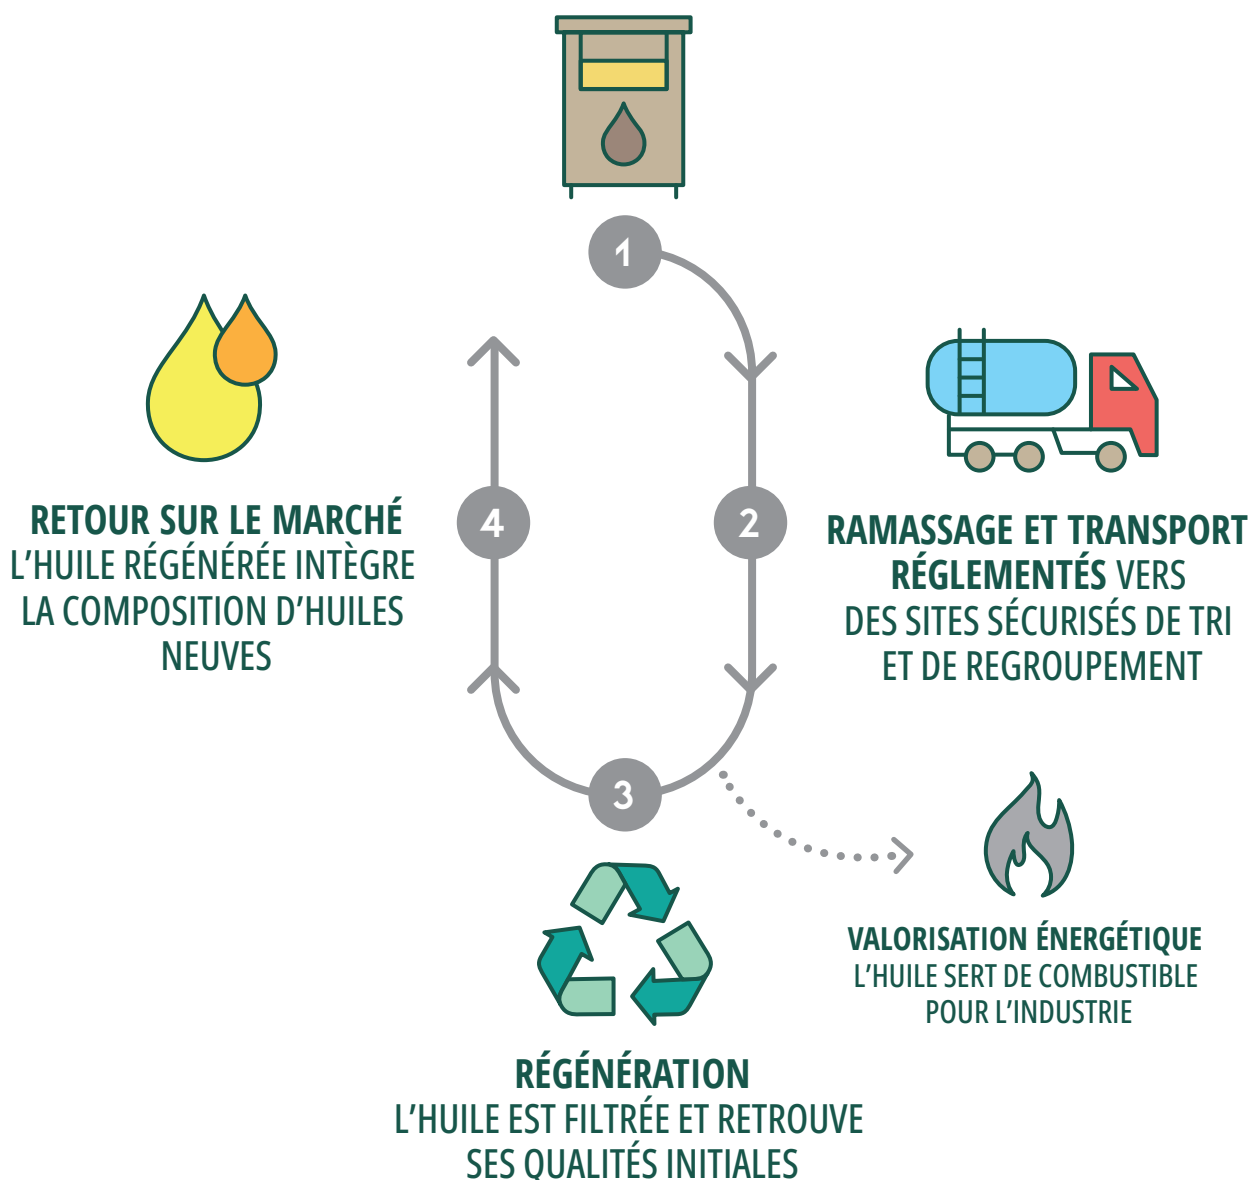 1
2
RAMASSAGE ET TRANSPORT
RÉGLEMENTÉS VERS
DES SITES SÉCURISÉS DE TRI
ET DE REGROUPEMENT
3
RÉGÉNÉRATION
L'HUILE EST FILTRÉE ET RETROUVE
SES QUALITÉS INITIALES
VALORISATION ÉNERGÉTIQUE
L'HUILE SERT DE COMBUSTIBLE
POUR L'INDUSTRIE
4
RETOUR SUR LE MARCHÉ
L'HUILE RÉGÉNÉRÉE INTÈGRE
LA COMPOSITION D'HUILES
NEUVES